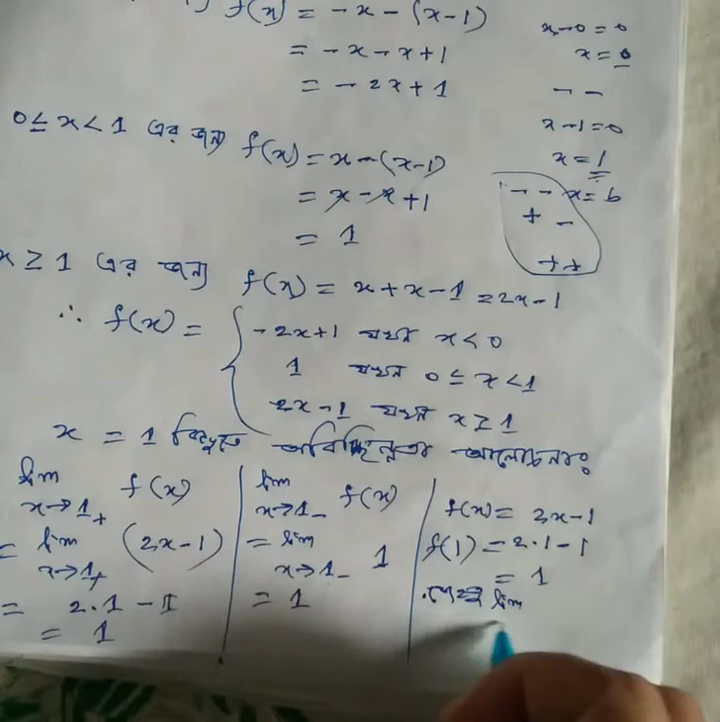 f(x) = -x - (x-1)
= -x - x + 1
= - 2x + 1
x-0 = 0
x = 0
- -
x-1=0
x = 1
- - x = 6
+ -
+ +
0 ≤ x < 1 এর জন্য f(x) = x - (x-1)
= x - x + 1
= 1
x ≥ 1 এর জন্য f(x) = x + x - 1 = 2x - 1
∴ f(x) = { -2x+1 যখন x < 0
1 যখন 0 ≤ x < 1
2x - 1 যখন x ≥ 1
x = 1 বিন্দুতে অবিচ্ছিন্নতার আলোচনাঃ
lim x→1+ f(x)
= lim x→1+ (2x-1)
= 2.1 - 1
= 1
lim x→1- f(x)
= lim x→1- 1
= 1
f(x) = 2x-1
f(1) = 2.1 - 1
= 1
যেহেতু lim